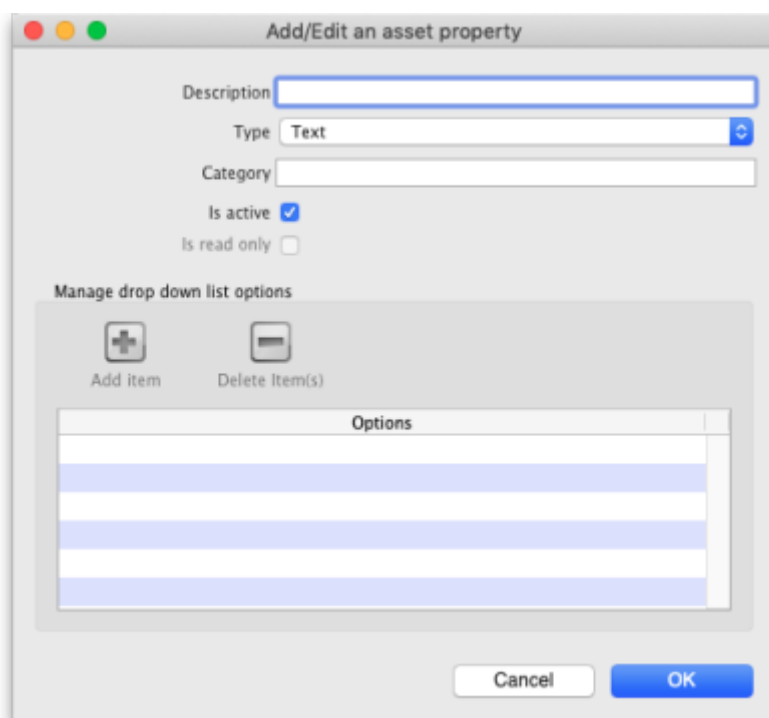 Add/Edit an asset property
Description
Type Text
Category
Is active
Is read only
Manage drop down list options
Add item Delete Item(s)
Options
Cancel OK